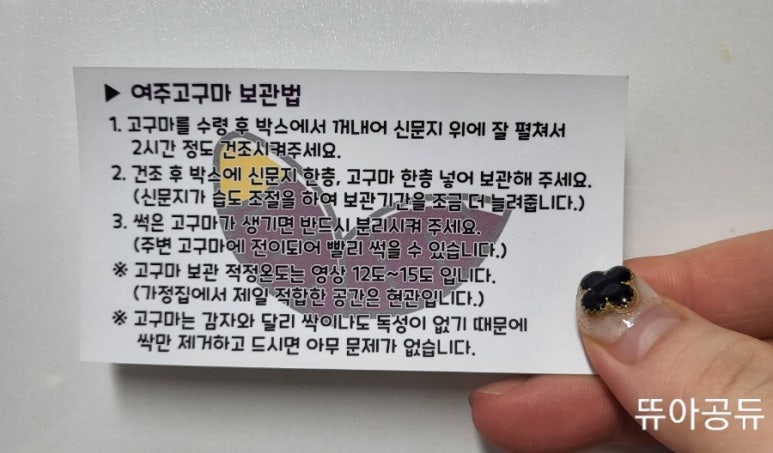 ▶ 여주고구마 보관법
1. 고구마를 수령 후 박스에서 꺼내어 신문지 위에 잘 펼쳐서
2시간 정도 건조시켜주세요.
2. 건조 후 박스에 신문지 한층, 고구마 한층 넣어 보관해 주세요.
(신문지가 습도 조절을 하여 보관기간을 조금 더 늘려줍니다.)
3. 썩은 고구마가 생기면 반드시 분리시켜 주세요.
(주변 고구마에 전이되어 빨리 썩을 수 있습니다.)
※ 고구마 보관 적정온도는 영상 12도~15도 입니다.
(가정집에서 제일 적합한 공간은 현관입니다.)
※ 고구마는 감자와 달리 싹이나도 독성이 없기 때문에
싹만 제거하고 드시면 아무 문제가 없습니다.
뜌아공듀